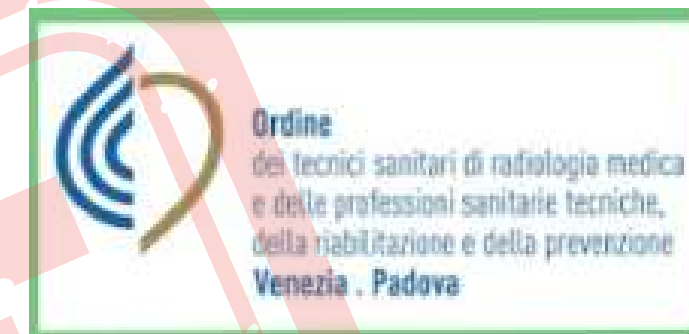 Ordine
dei tecnici sanitari di radiologia medica
e delle professioni sanitarie tecniche,
della riabilitazione e della prevenzione
Venezia . Padova